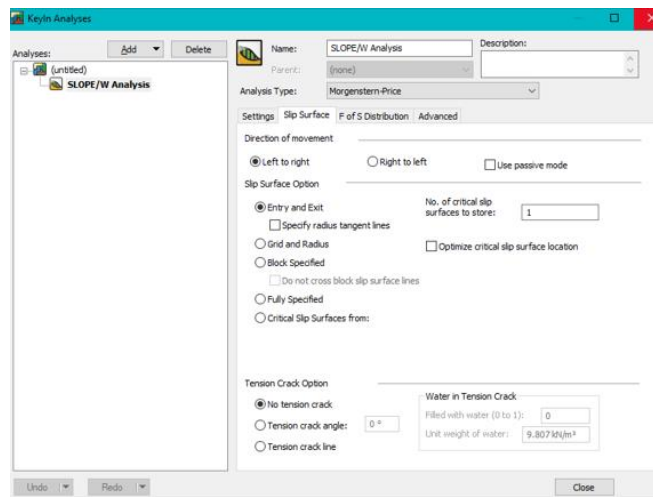 KeyIn Analyses
Analyses:
Add
Delete
(untitled)
SLOPE/W Analysis
Name:
SLOPE/W Analysis
Description:
Parent:
(none)
Analysis Type:
Morgenstern-Price
Settings Slip Surface F of S Distribution Advanced
Direction of movement
Left to right
Right to left
Use passive mode
Slip Surface Option
Entry and Exit
Specify radius tangent lines
Grid and Radius
Block Specified
Do not cross block slip surface lines
Fully Specified
Critical Slip Surfaces from:
No. of critical slip
surfaces to store:
1
Optimize critical slip surface location
Tension Crack Option
No tension crack
Tension crack angle:
0 °
Tension crack line
Water in Tension Crack
Filled with water (0 to 1):
0
Unit weight of water:
9.807 kN/m³
Undo
Redo
Close